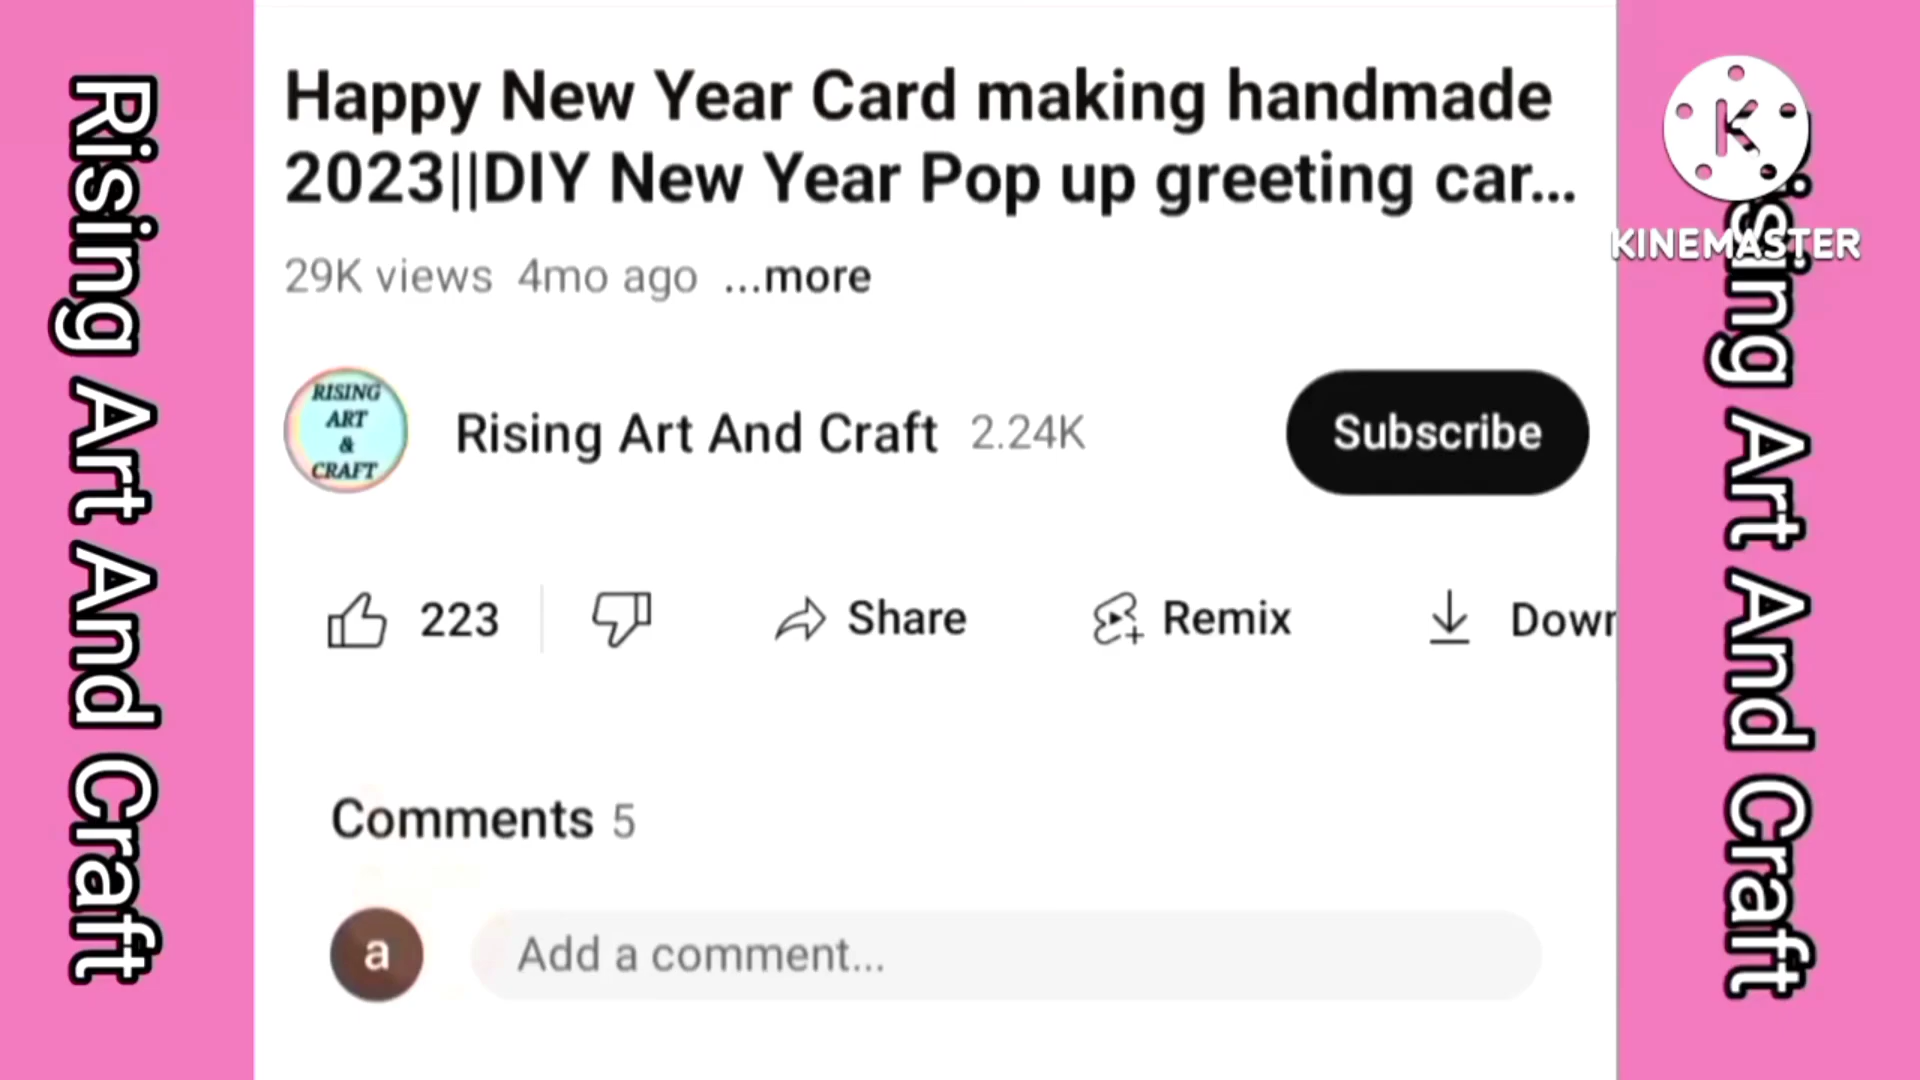 Rising Art And Craft
Happy New Year Card making handmade
2023||DIY New Year Pop up greeting car...
29K views 4mo ago ...more
RISING
ART
&
CRAFT
Rising Art And Craft 2.24K
Subscribe
223
Share
Remix
Down
Comments 5
a
Add a comment...
K
KINEMASTER
Rising Art And Craft